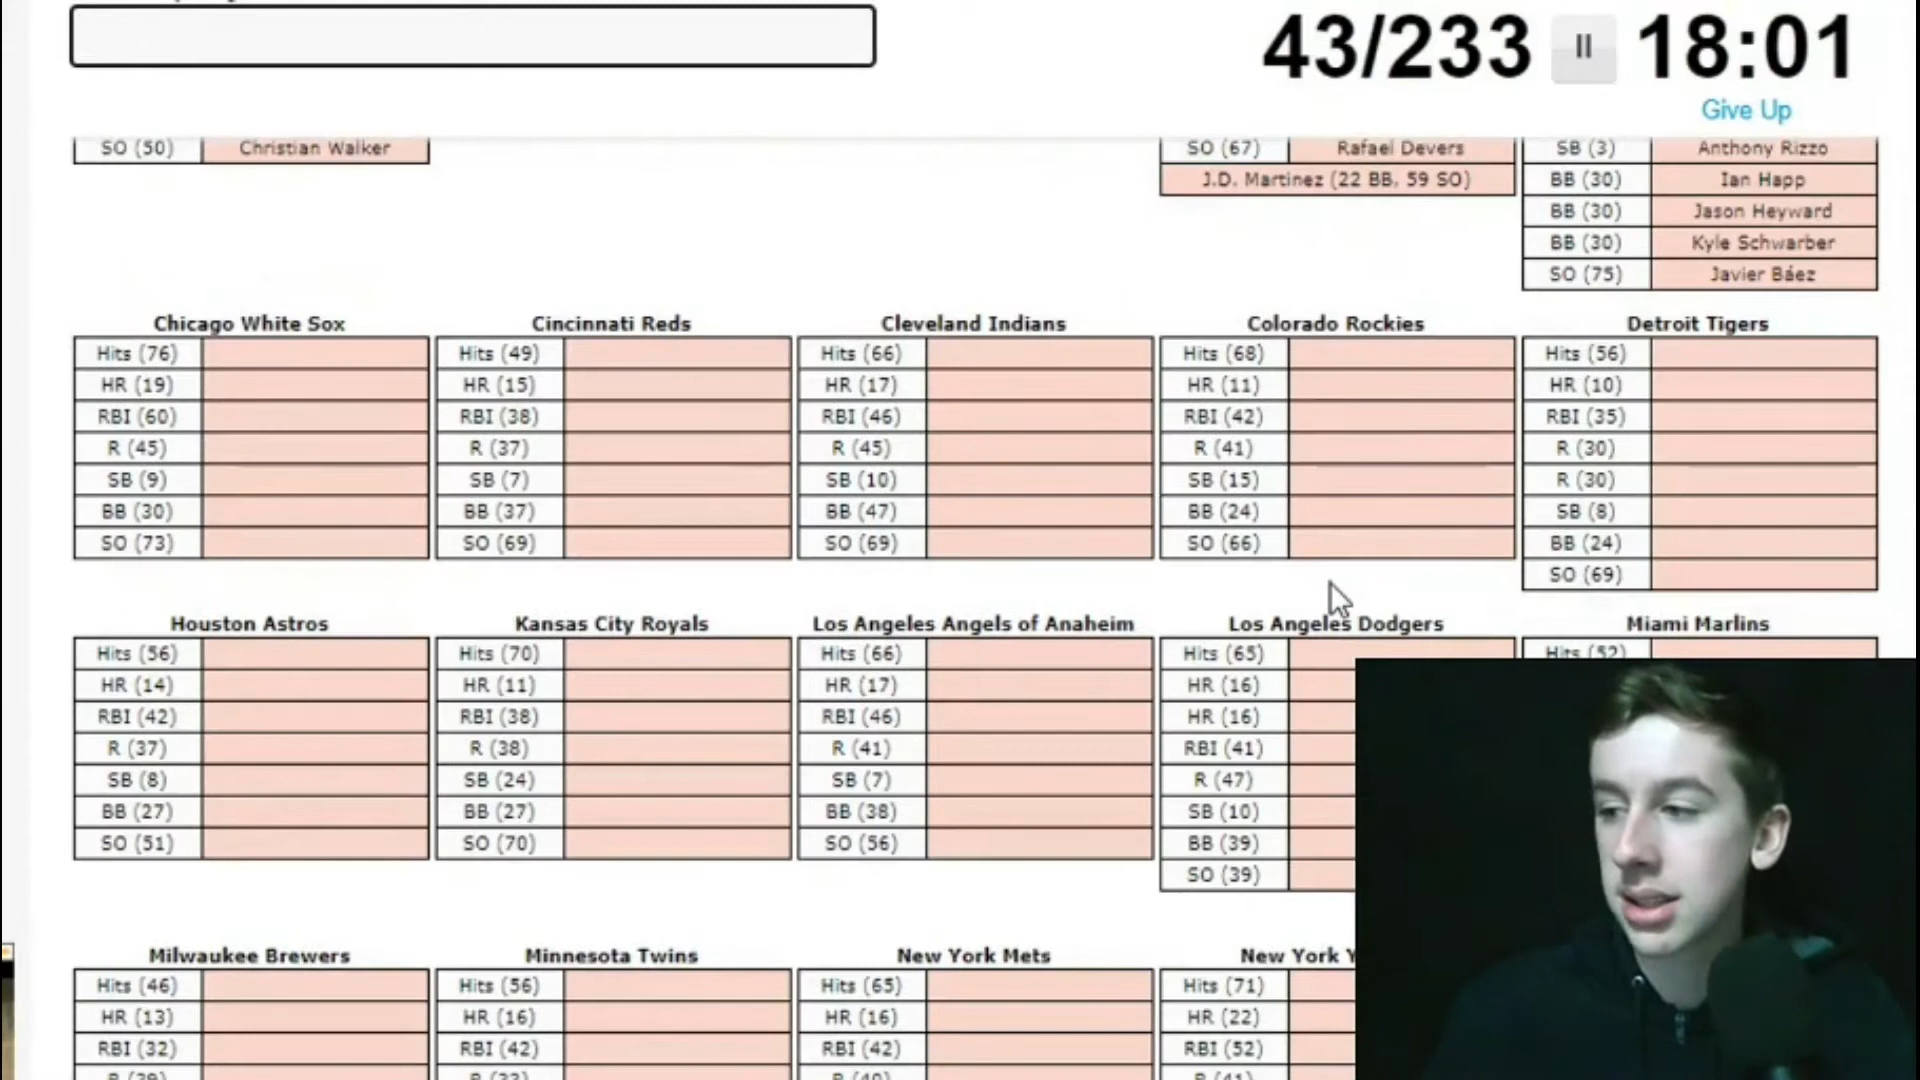 43/233 18:01
Give Up
SO (50) Christian Walker
SO (67) Rafael Devers
J.D. Martinez (22 BB, 59 SO)
SB (3) Anthony Rizzo
BB (30) Ian Happ
BB (30) Jason Heyward
BB (30) Kyle Schwarber
SO (75) Javier Báez
Chicago White Sox
Hits (76)
HR (19)
RBI (60)
R (45)
SB (9)
BB (30)
SO (73)
Cincinnati Reds
Hits (49)
HR (15)
RBI (38)
R (37)
SB (7)
BB (37)
SO (69)
Cleveland Indians
Hits (66)
HR (17)
RBI (46)
R (45)
SB (10)
BB (47)
SO (69)
Colorado Rockies
Hits (68)
HR (11)
RBI (42)
R (41)
SB (15)
BB (24)
SO (66)
Detroit Tigers
Hits (56)
HR (10)
RBI (35)
R (30)
R (30)
SB (8)
BB (24)
SO (69)
Houston Astros
Hits (56)
HR (14)
RBI (42)
R (37)
SB (8)
BB (27)
SO (51)
Kansas City Royals
Hits (70)
HR (11)
RBI (38)
R (38)
SB (24)
BB (27)
SO (70)
Los Angeles Angels of Anaheim
Hits (66)
HR (17)
RBI (46)
R (41)
SB (7)
BB (38)
SO (56)
Los Angeles Dodgers
Hits (65)
HR (16)
HR (16)
RBI (41)
R (47)
SB (10)
BB (39)
SO (39)
Miami Marlins
Hits (52)
Milwaukee Brewers
Hits (46)
HR (13)
RBI (32)
Minnesota Twins
Hits (56)
HR (16)
RBI (42)
New York Mets
Hits (65)
HR (16)
RBI (42)
New York Y
Hits (71)
HR (22)
RBI (52)